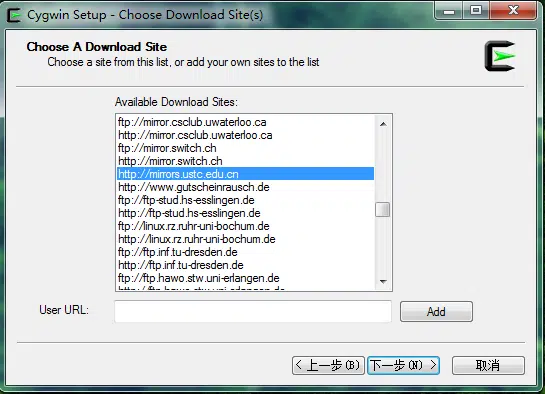 Cygwin Setup - Choose Download Site(s)
Choose A Download Site
Choose a site from this list, or add your own sites to the list
Available Download Sites:
ftp://mirror.csclub.uwaterloo.ca
http://mirror.csclub.uwaterloo.ca
ftp://mirror.switch.ch
http://mirror.switch.ch
http://mirrors.ustc.edu.cn
http://www.gutscheinrausch.de
ftp://ftp-stud.hs-esslingen.de
http://ftp-stud.hs-esslingen.de
ftp://linux.rz.ruhr-uni-bochum.de
http://linux.rz.ruhr-uni-bochum.de
ftp://ftp.inf.tu-dresden.de
http://ftp.inf.tu-dresden.de
ftp://ftp.hawo.stw.uni-erlangen.de
User URL:
Add
< 上一步(B)
下一步(N) >
取消